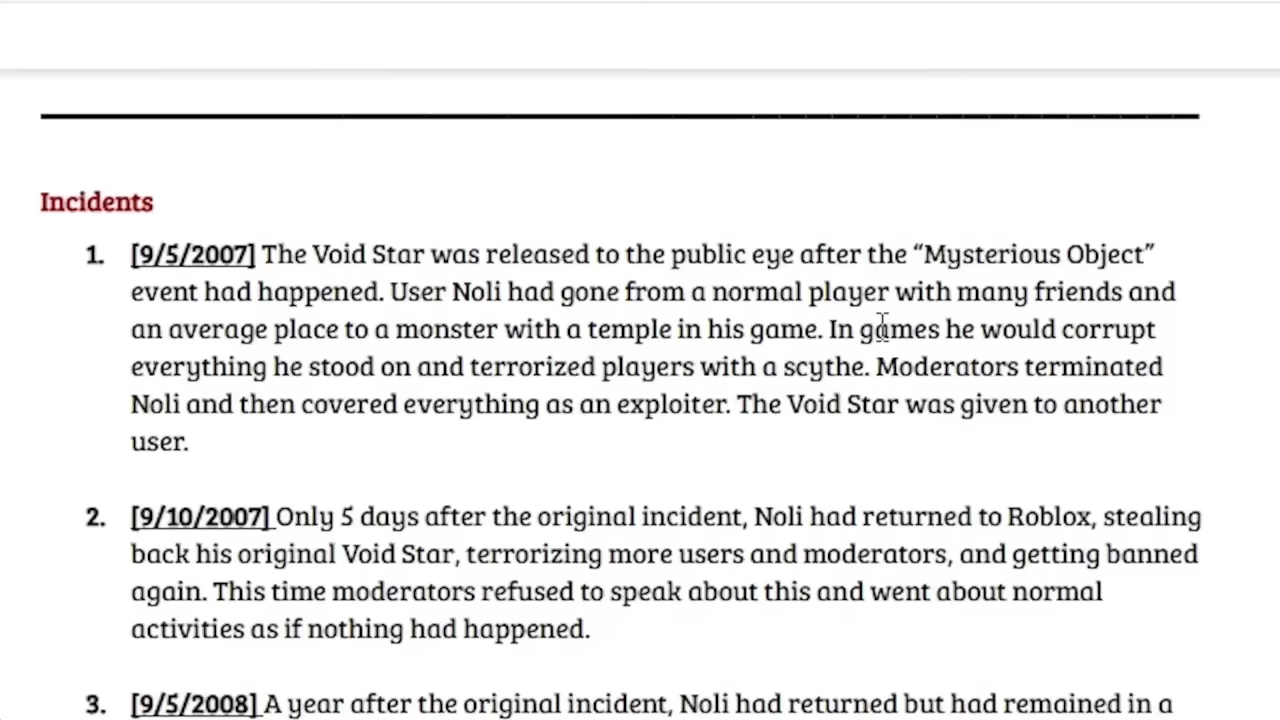 Incidents
1. [9/5/2007] The Void Star was released to the public eye after the “Mysterious Object”
event had happened. User Noli had gone from a normal player with many friends and
an average place to a monster with a temple in his game. In games he would corrupt
everything he stood on and terrorized players with a scythe. Moderators terminated
Noli and then covered everything as an exploiter. The Void Star was given to another
user.
2. [9/10/2007] Only 5 days after the original incident, Noli had returned to Roblox, stealing
back his original Void Star, terrorizing more users and moderators, and getting banned
again. This time moderators refused to speak about this and went about normal
activities as if nothing had happened.
3. [9/5/2008] A year after the original incident, Noli had returned but had remained in a